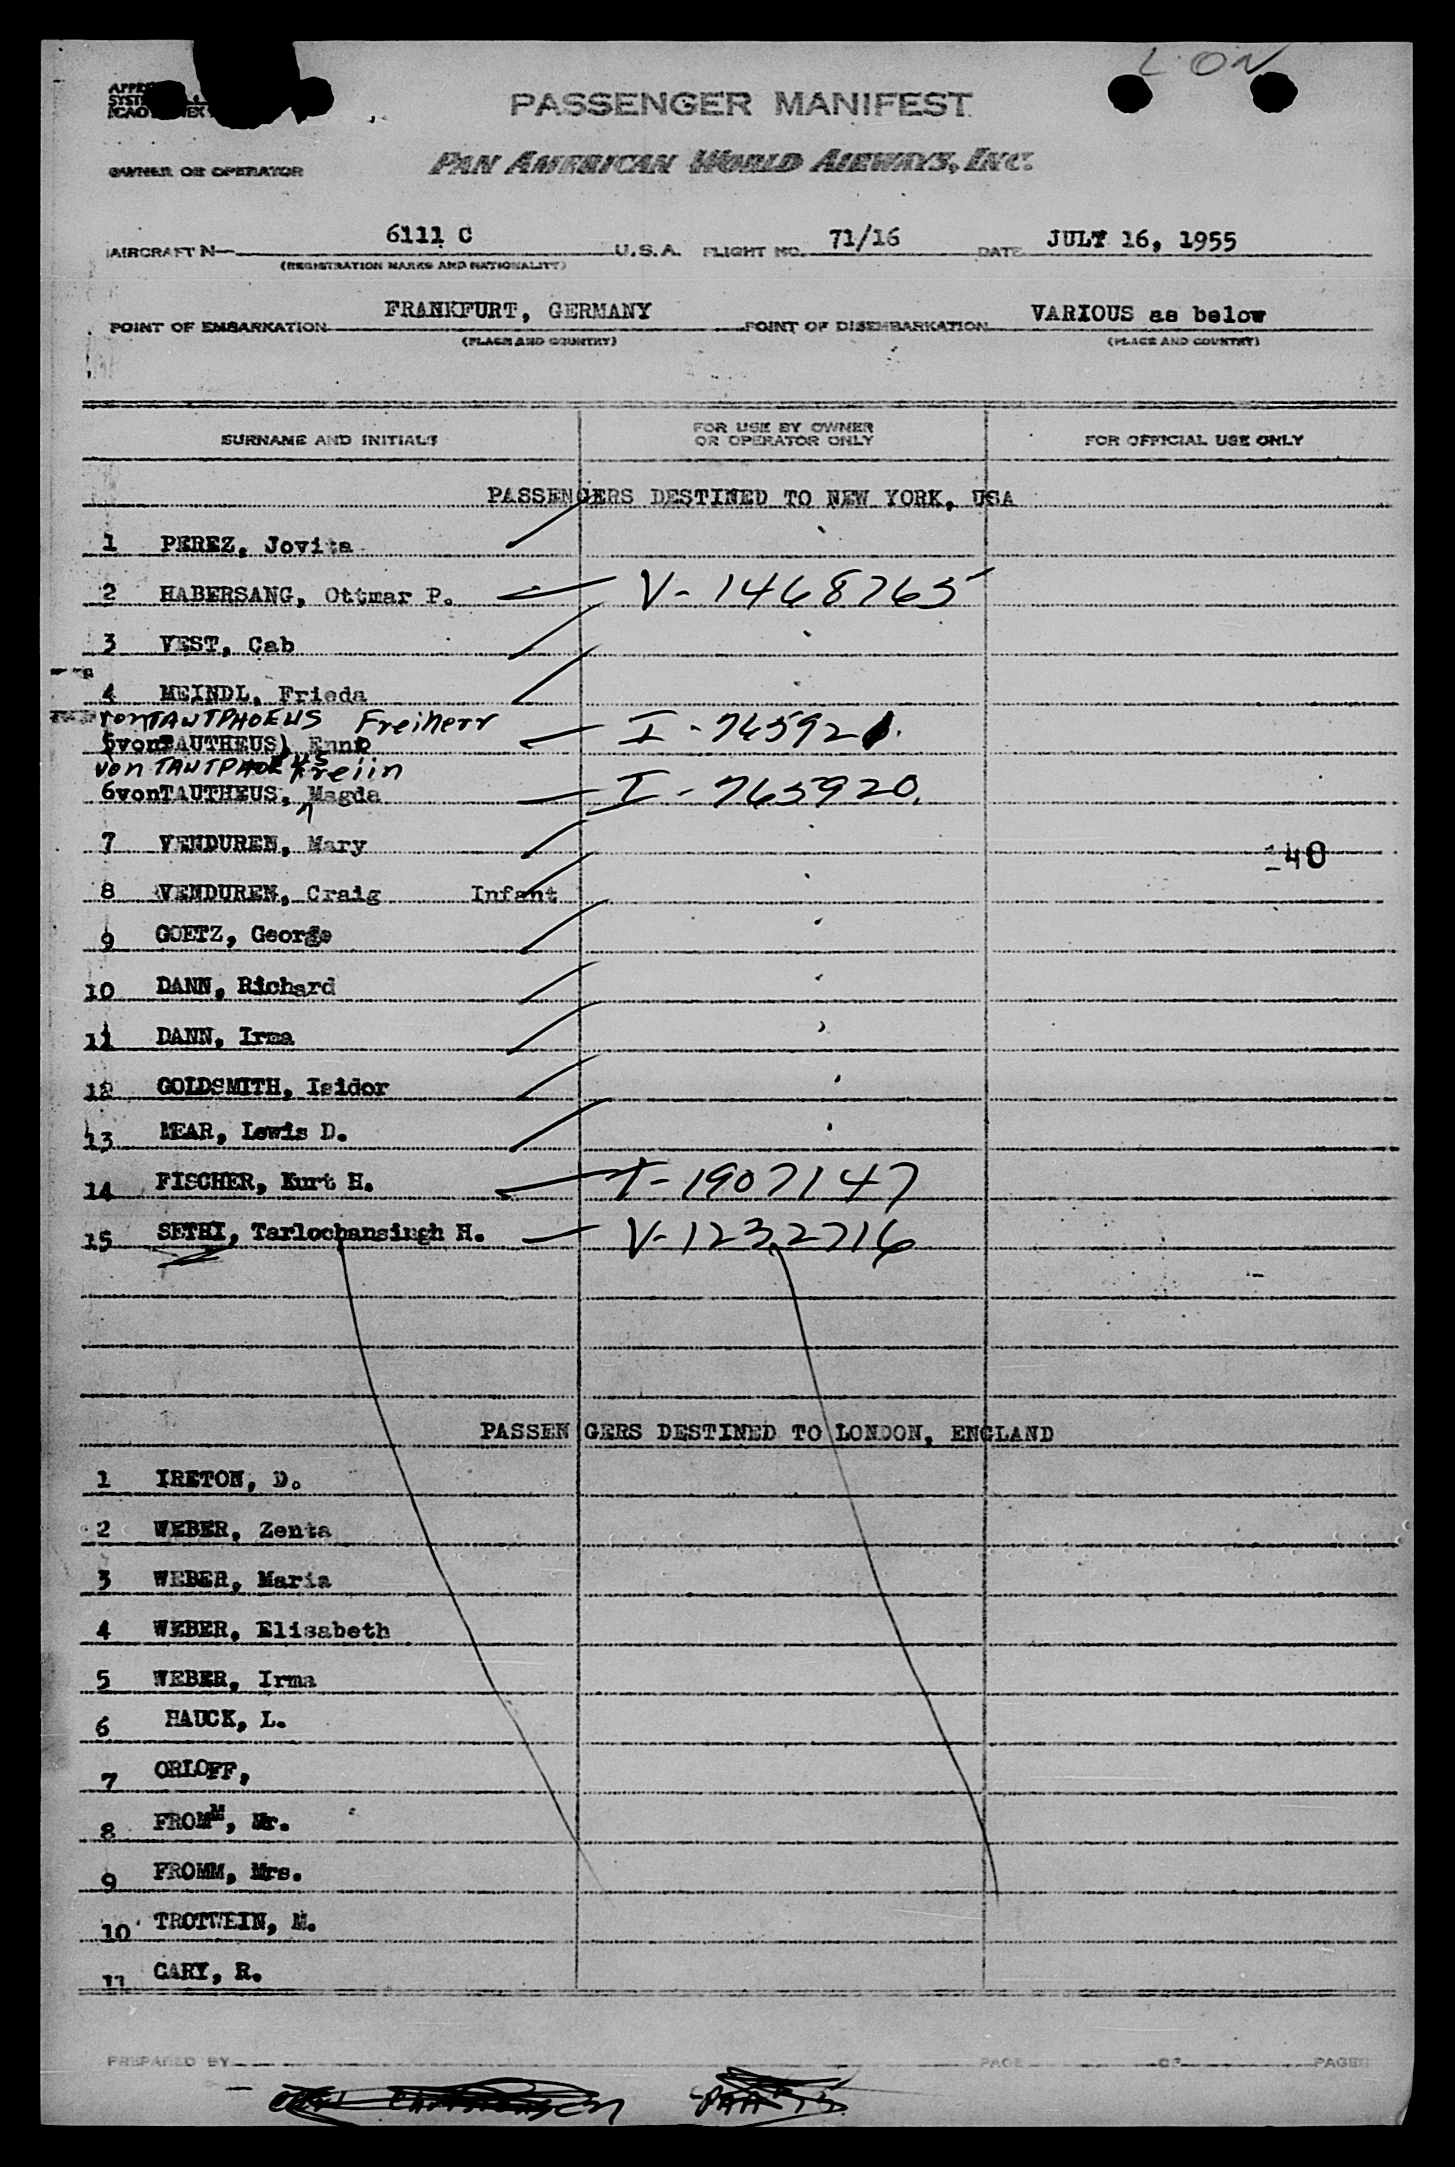 LON
PASSENGER MANIFEST
OWNER OR OPERATOR PAN AMERICAN WORLD AIRWAYS, INC.
AIRCRAFT N— 6111 C U.S.A. FLIGHT NO. 71/16 DATE JULY 16, 1955
(REGISTRATION MARKS AND NATIONALITY)
POINT OF EMBARKATION FRANKFURT, GERMANY POINT OF DISEMBARKATION VARIOUS as below
(PLACE AND COUNTRY) (PLACE AND COUNTRY)
SURNAME AND INITIALS FOR USE BY OWNER OR OPERATOR ONLY FOR OFFICIAL USE ONLY
PASSENGERS DESTINED TO NEW YORK, USA
1 PEREZ, Jovita
2 HABERSANG, Ottmar P. V-1468765
3 VEST, Cab
4 MEINDL, Frieda
von TAUTPHOEUS Freiherr
5 von TAUTHEUS, Enno I-765921.
von TAUTPHOEUS Freiin
6 von TAUTHEUS, Magda I-765920.
7 VENDUREN, Mary 40
8 VENDUREN, Craig Infant
9 GOETZ, George
10 DANN, Richard
11 DANN, Irma
12 GOLDSMITH, Isidor
13 MEAR, Lewis D.
14 FISCHER, Kurt H. I-1907147
15 SETHI, Tarlochansingh H. V-1232716
PASSENGERS DESTINED TO LONDON, ENGLAND
1 IRETON, D.
2 WEBER, Zenta
3 WEBER, Maria
4 WEBER, Elisabeth
5 WEBER, Irma
6 HAUCK, L.
7 ORLOFF,
8 FROMM, Mr.
9 FROMM, Mrs.
10 TROTWEIN, M.
11 CARY, R.
PREPARED BY PAGE OF PAGES